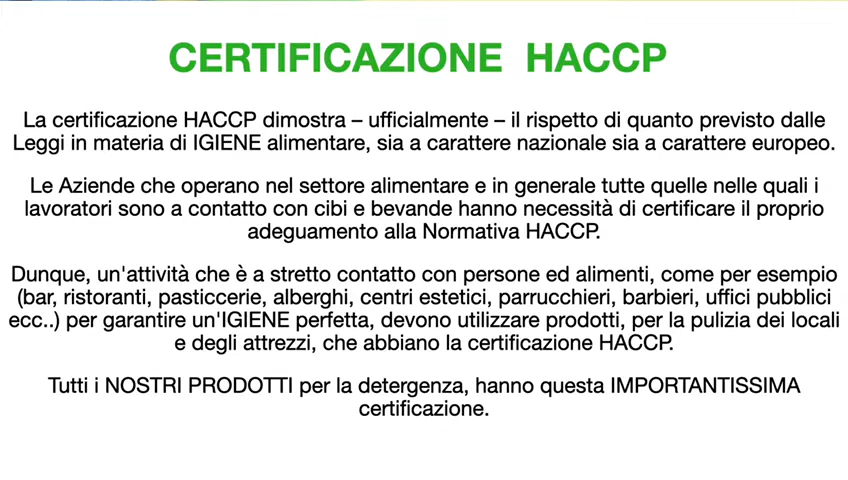 CERTIFICAZIONE HACCP
La certificazione HACCP dimostra – ufficialmente – il rispetto di quanto previsto dalle
Leggi in materia di IGIENE alimentare, sia a carattere nazionale sia a carattere europeo.
Le Aziende che operano nel settore alimentare e in generale tutte quelle nelle quali i
lavoratori sono a contatto con cibi e bevande hanno necessità di certificare il proprio
adeguamento alla Normativa HACCP.
Dunque, un'attività che è a stretto contatto con persone ed alimenti, come per esempio
(bar, ristoranti, pasticcerie, alberghi, centri estetici, parrucchieri, barbieri, uffici pubblici
ecc..) per garantire un'IGIENE perfetta, devono utilizzare prodotti, per la pulizia dei locali
e degli attrezzi, che abbiano la certificazione HACCP.
Tutti i NOSTRI PRODOTTI per la detergenza, hanno questa IMPORTANTISSIMA
certificazione.